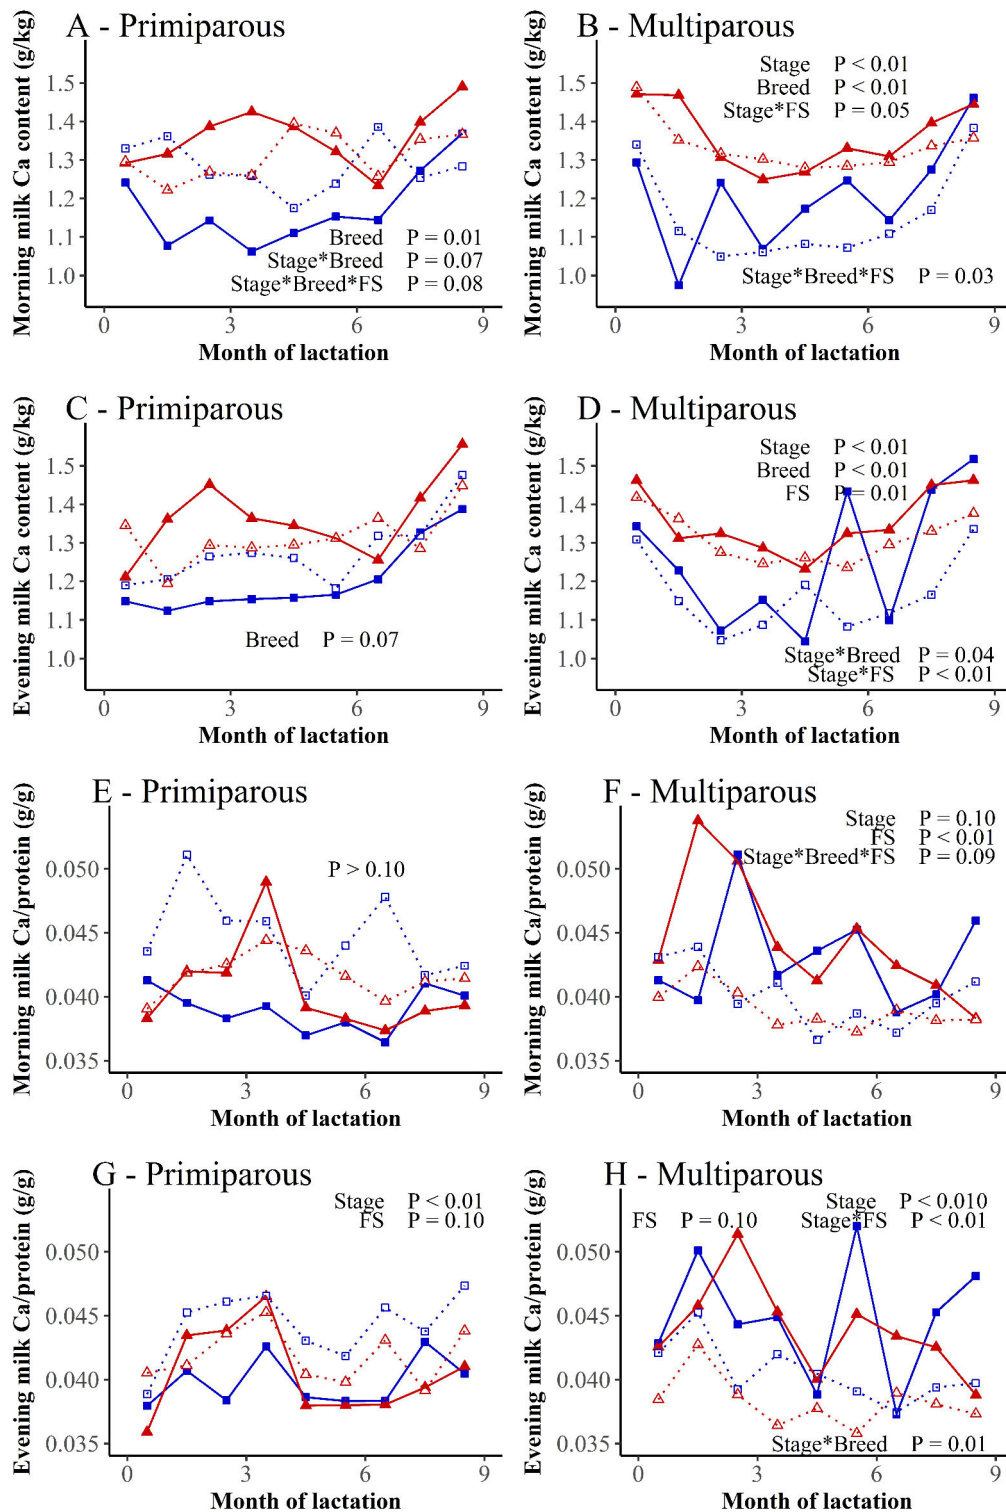 A - Primiparous
Morning milk Ca content (g/kg)
1.5
1.4
1.3
1.2
1.1
1.0
Breed P = 0.01
Stage*Breed P = 0.07
Stage*Breed*FS P = 0.08
0 3 6 9
Month of lactation
B - Multiparous
Morning milk Ca content (g/kg)
Stage P < 0.01
Breed P < 0.01
Stage*FS P = 0.05
1.5
1.4
1.3
1.2
1.1
1.0
Stage*Breed*FS P = 0.03
0 3 6 9
Month of lactation
C - Primiparous
Evening milk Ca content (g/kg)
1.5
1.4
1.3
1.2
1.1
1.0
Breed P = 0.07
0 3 6 9
Month of lactation
D - Multiparous
Evening milk Ca content (g/kg)
Stage P < 0.01
Breed P < 0.01
FS P = 0.01
1.5
1.4
1.3
1.2
1.1
1.0
Stage*Breed P = 0.04
Stage*FS P < 0.01
0 3 6 9
Month of lactation
E - Primiparous
Morning milk Ca/protein (g/g)
P > 0.10
0.050
0.045
0.040
0.035
0 3 6 9
Month of lactation
F - Multiparous
Morning milk Ca/protein (g/g)
Stage P = 0.10
FS P < 0.01
Stage*Breed*FS P = 0.09
0.050
0.045
0.040
0.035
0 3 6 9
Month of lactation
G - Primiparous
Evening milk Ca/protein (g/g)
Stage P < 0.01
FS P = 0.10
0.050
0.045
0.040
0.035
0 3 6 9
Month of lactation
H - Multiparous
Evening milk Ca/protein (g/g)
Stage P < 0.010
FS P = 0.10 Stage*FS P < 0.01
0.050
0.045
0.040
0.035
Stage*Breed P = 0.01
0 3 6 9
Month of lactation